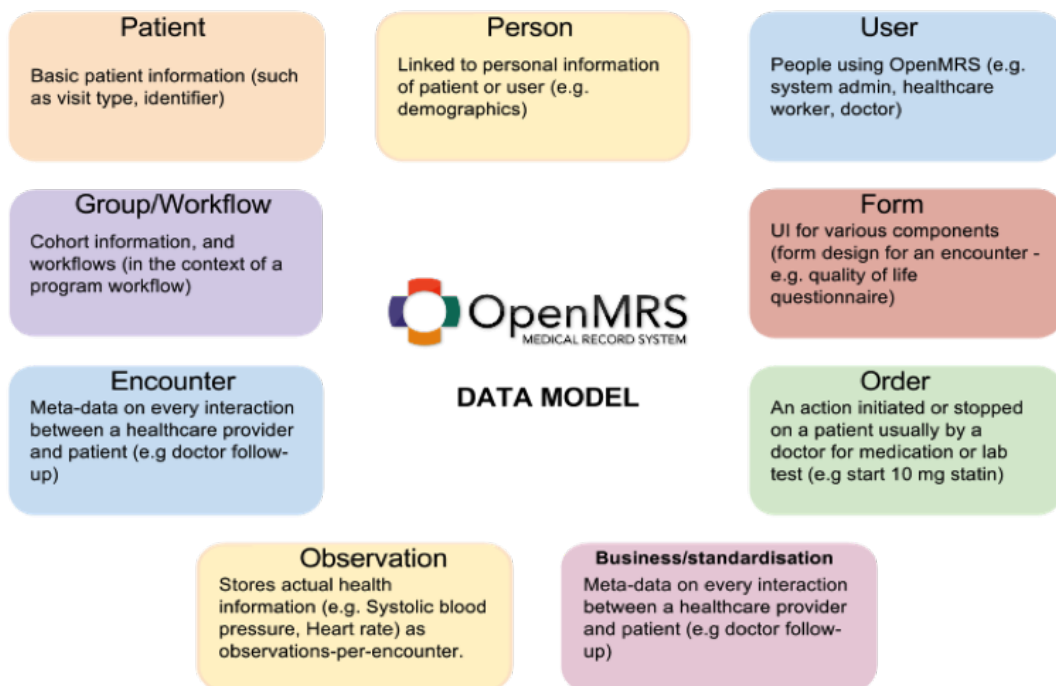 Patient
Basic patient information (such
as visit type, identifier)
Person
Linked to personal information
of patient or user (e.g.
demographics)
User
People using OpenMRS (e.g.
system admin, healthcare
worker, doctor)
Group/Workflow
Cohort information, and
workflows (in the context of a
program workflow)
Form
UI for various components
(form design for an encounter -
e.g. quality of life
questionnaire)
OpenMRS
MEDICAL RECORD SYSTEM
DATA MODEL
Encounter
Meta-data on every interaction
between a healthcare provider
and patient (e.g doctor follow-
up)
Order
An action initiated or stopped
on a patient usually by a
doctor for medication or lab
test (e.g start 10 mg statin)
Observation
Stores actual health
information (e.g. Systolic blood
pressure, Heart rate) as
observations-per-encounter.
Business/standardisation
Meta-data on every interaction
between a healthcare provider
and patient (e.g doctor follow-
up)